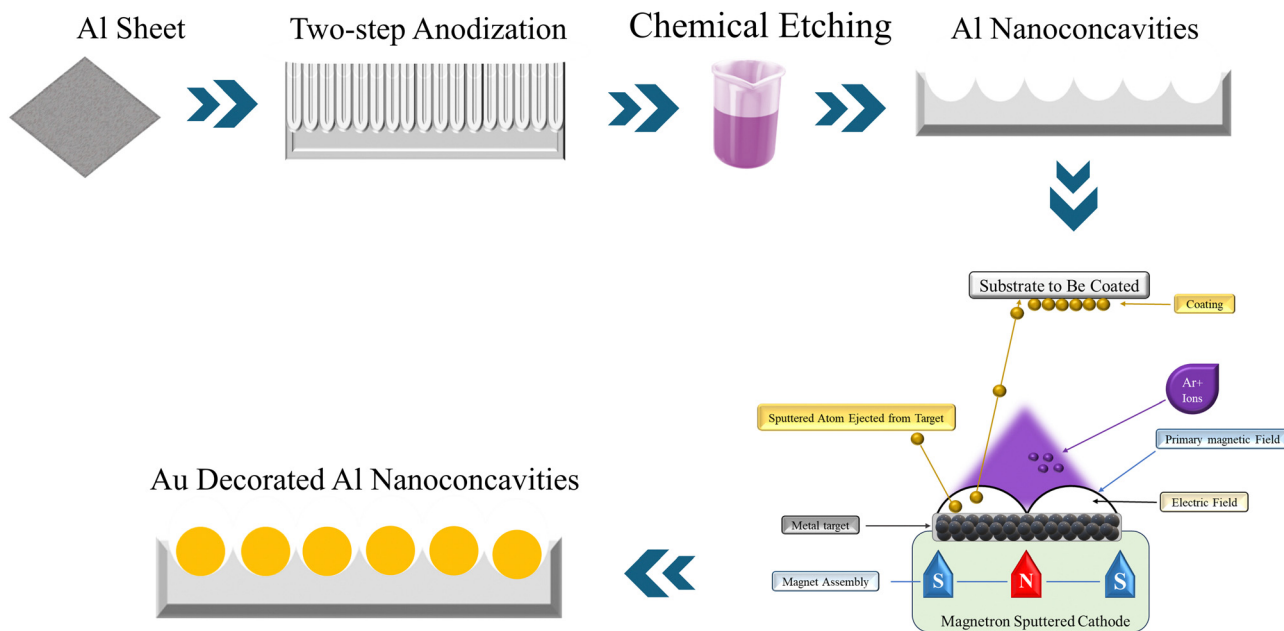 Al Sheet
Two-step Anodization
Chemical Etching
Al Nanoconcavities
Substrate to Be Coated
Coating
Ar+
Ions
Sputtered Atom Ejected from Target
Primary magnetic Field
Au Decorated Al Nanoconcavities
Electric Field
Metal target
Magnet Assembly
S
N
S
Magnetron Sputtered Cathode